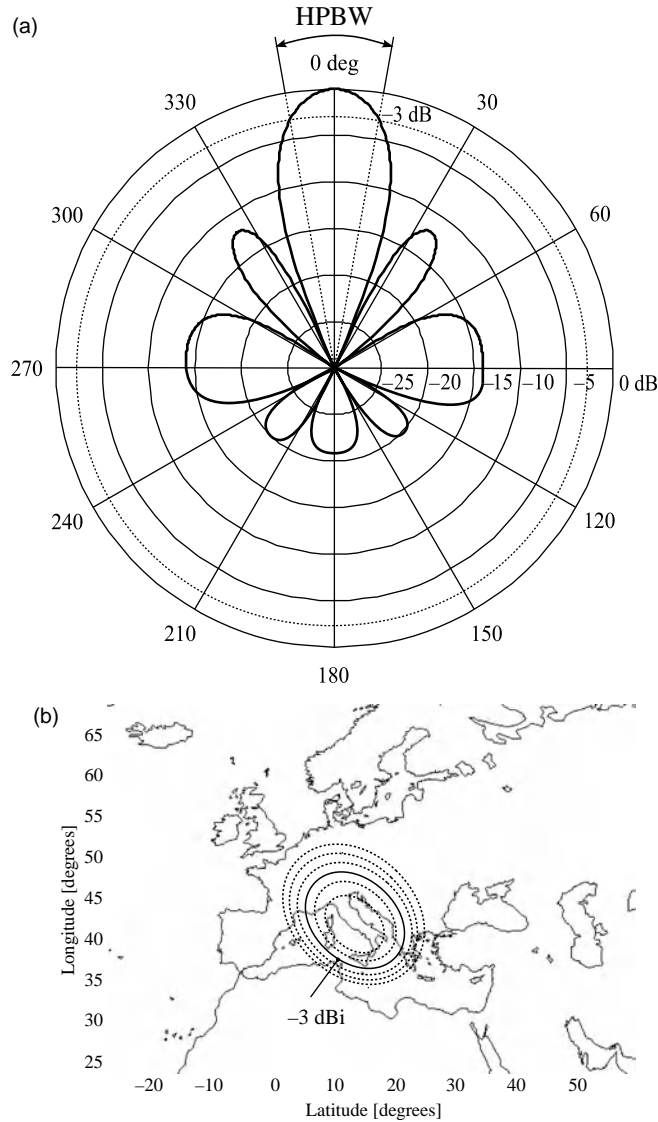 (a)
HPBW
0 deg
330
–3 dB
30
300
60
270
–25 –20 –15 –10 –5 0 dB
240
120
210
150
180
(b)
65
60
55
50
45
40
35
30
25
Longitude [degrees]
–3 dBi
–20 –10 0 10 20 30 40 50
Latitude [degrees]